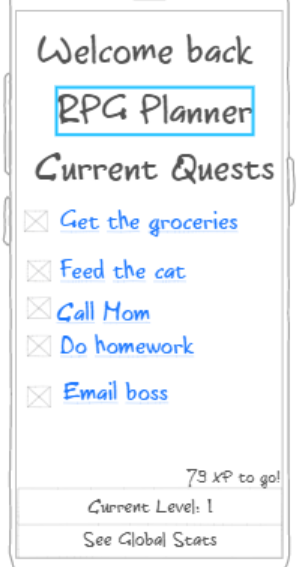 Welcome back
RPG Planner
Current Quests
Get the groceries
Feed the cat
Call Mom
Do homework
Email boss
79 XP to go!
Current Level: 1
See Global Stats